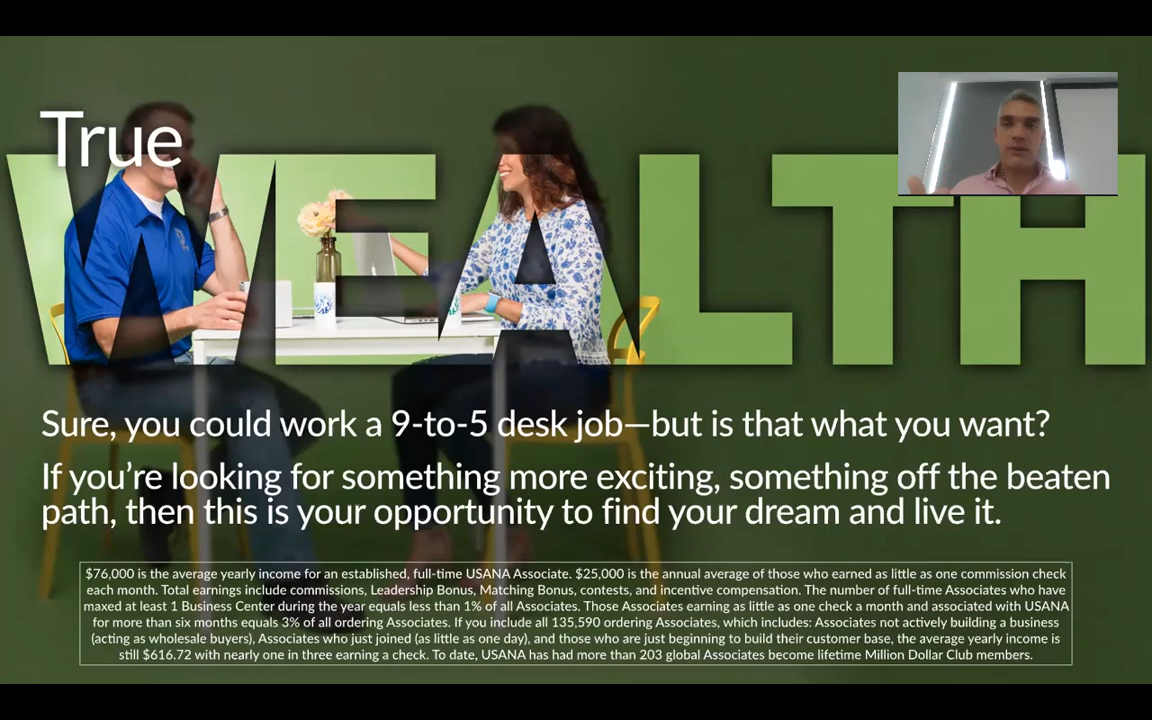 True
WEALTH
Sure, you could work a 9-to-5 desk job—but is that what you want?
If you’re looking for something more exciting, something off the beaten
path, then this is your opportunity to find your dream and live it.
$76,000 is the average yearly income for an established, full-time USANA Associate. $25,000 is the annual average of those who earned as little as one commission check
each month. Total earnings include commissions, Leadership Bonus, Matching Bonus, contests, and incentive compensation. The number of full-time Associates who have
maxed at least 1 Business Center during the year equals less than 1% of all Associates. Those Associates earning as little as one check a month and associated with USANA
for more than six months equals 3% of all ordering Associates. If you include all 135,590 ordering Associates, which includes: Associates not actively building a business
(acting as wholesale buyers), Associates who just joined (as little as one day), and those who are just beginning to build their customer base, the average yearly income is
still $616.72 with nearly one in three earning a check. To date, USANA has had more than 203 global Associates become lifetime Million Dollar Club members.